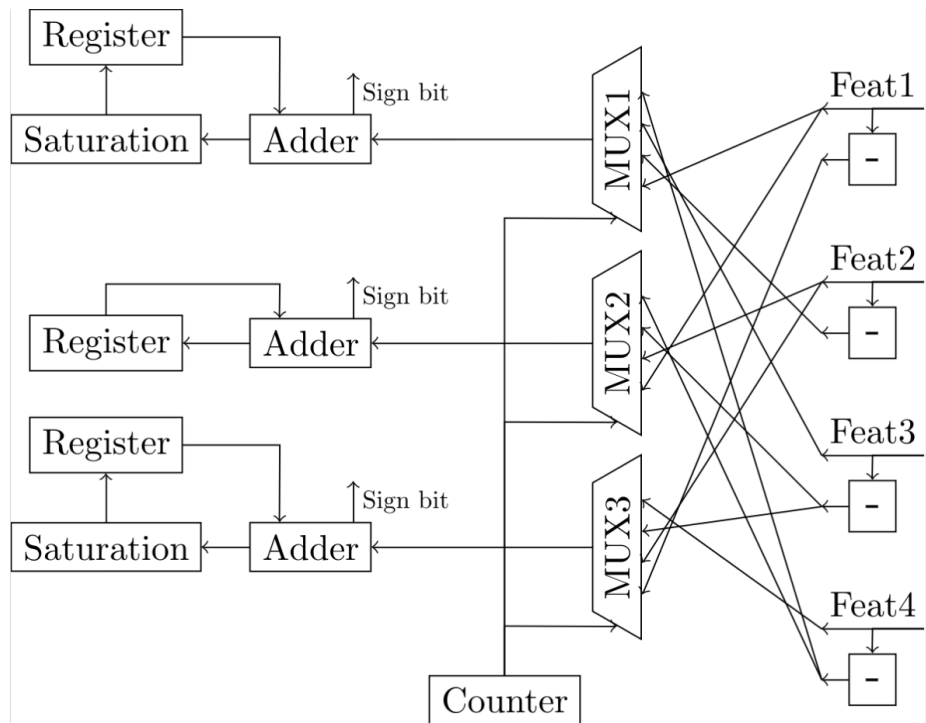 Register
Saturation
Adder
Sign bit
MUX1
Feat1
-
Register
Adder
Sign bit
MUX2
Feat2
-
Register
Saturation
Adder
Sign bit
MUX3
Feat3
-
Feat4
-
Counter